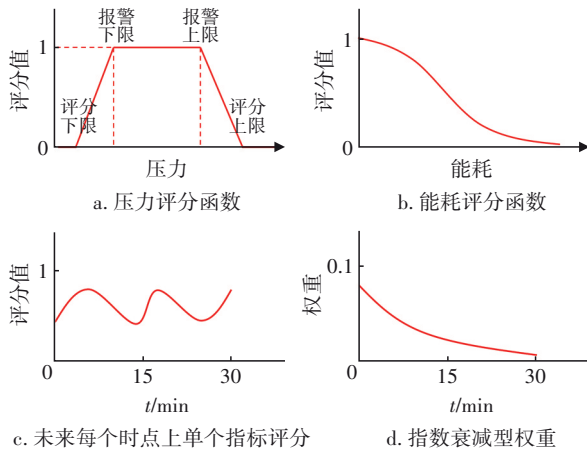 报警
下限
报警
上限
1
评分值
评分
下限
评分
上限
0
压力
a. 压力评分函数
1
评分值
0
能耗
b. 能耗评分函数
1
评分值
0
15
30
t/min
c. 未来每个时点上单个指标评分
0.1
权重
0
15
30
t/min
d. 指数衰减型权重